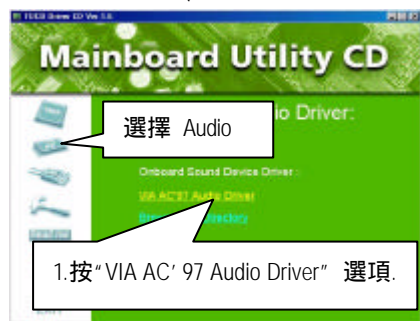 Mainboard Utility CD
選擇 Audio
io Driver:
Onboard Sound Device Driver :
VIA AC'97 Audio Driver
1.按“VIA AC’ 97 Audio Driver” 選項.